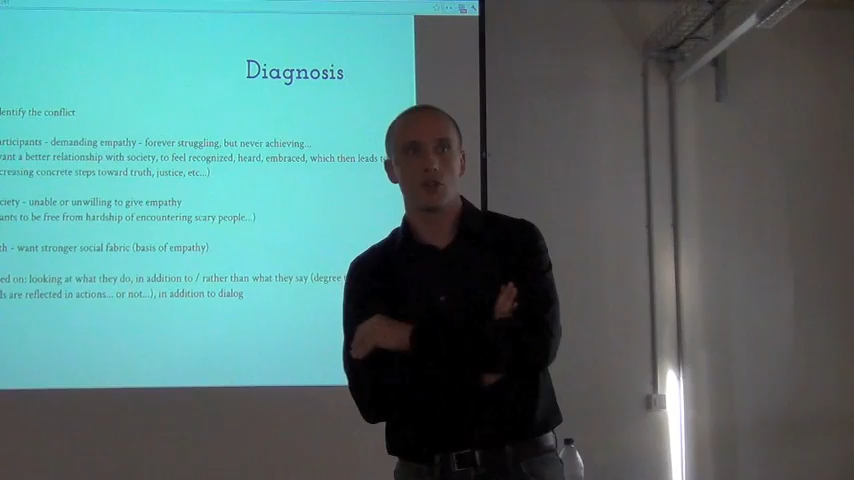 Diagnosis
entify the conflict
articipants - demanding empathy - forever struggling, but never achieving...
vant a better relationship with society, to feel recognized, heard, embraced, which then leads t
creasing concrete steps toward truth, justice, etc...)
ciety - unable or unwilling to give empathy
ants to be free from hardship of encountering scary people...)
th - want stronger social fabric (basis of empathy)
ed on: looking at what they do, in addition to / rather than what they say (degree
ls are reflected in actions... or not...), in addition to dialog